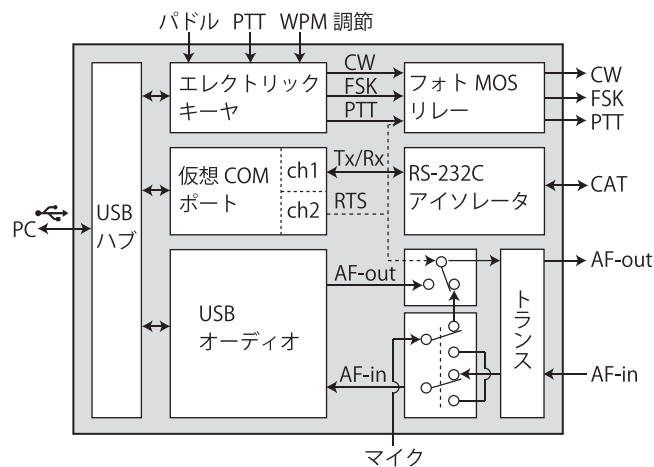 パドル PTT WPM 調節
エレクトリック
キーヤ
CW
FSK
PTT
フォト MOS
リレー
CW
FSK
PTT
仮想 COM
ポート
ch1
ch2
Tx/Rx
RTS
RS-232C
アイソレータ
CAT
PC
USB
ハブ
USB
オーディオ
AF-out
AF-in
トランス
AF-out
AF-in
マイク